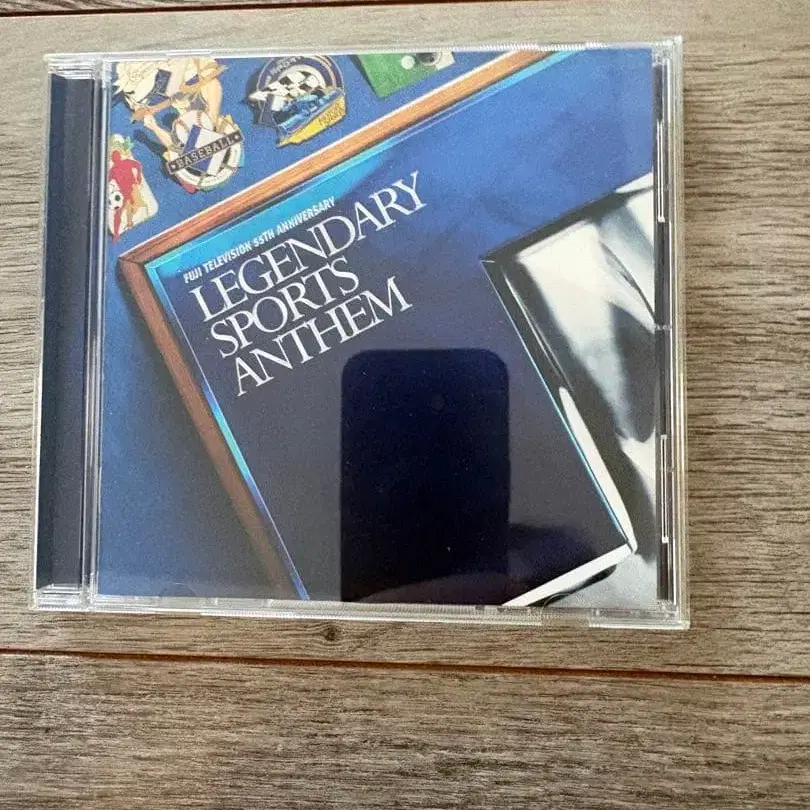 BASEBALL
FUJI TELEVISION 55TH ANNIVERSARY
LEGENDARY
SPORTS
ANTHEM